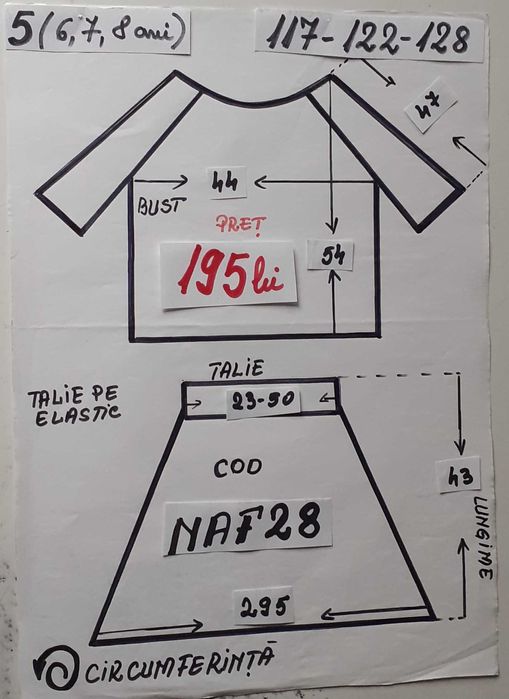 5 (6, 7, 8 ani)
117-122-128
47
44
BUST
PREȚ
195 lei
54
TALIE
TALIE PE
ELASTIC
23-50
COD
43
NAF28
LUNGIME
295
CIRCUMFERINȚĂ